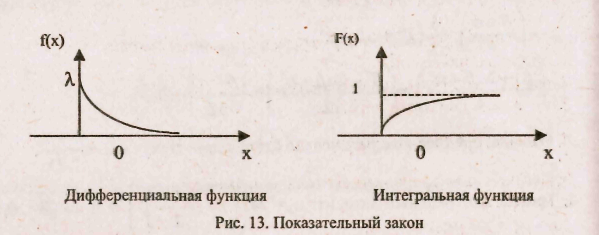 f(x) F(x)
λ 1
0 x 0 x
Дифференциальная функция Интегральная функция
Рис. 13. Показательный закон